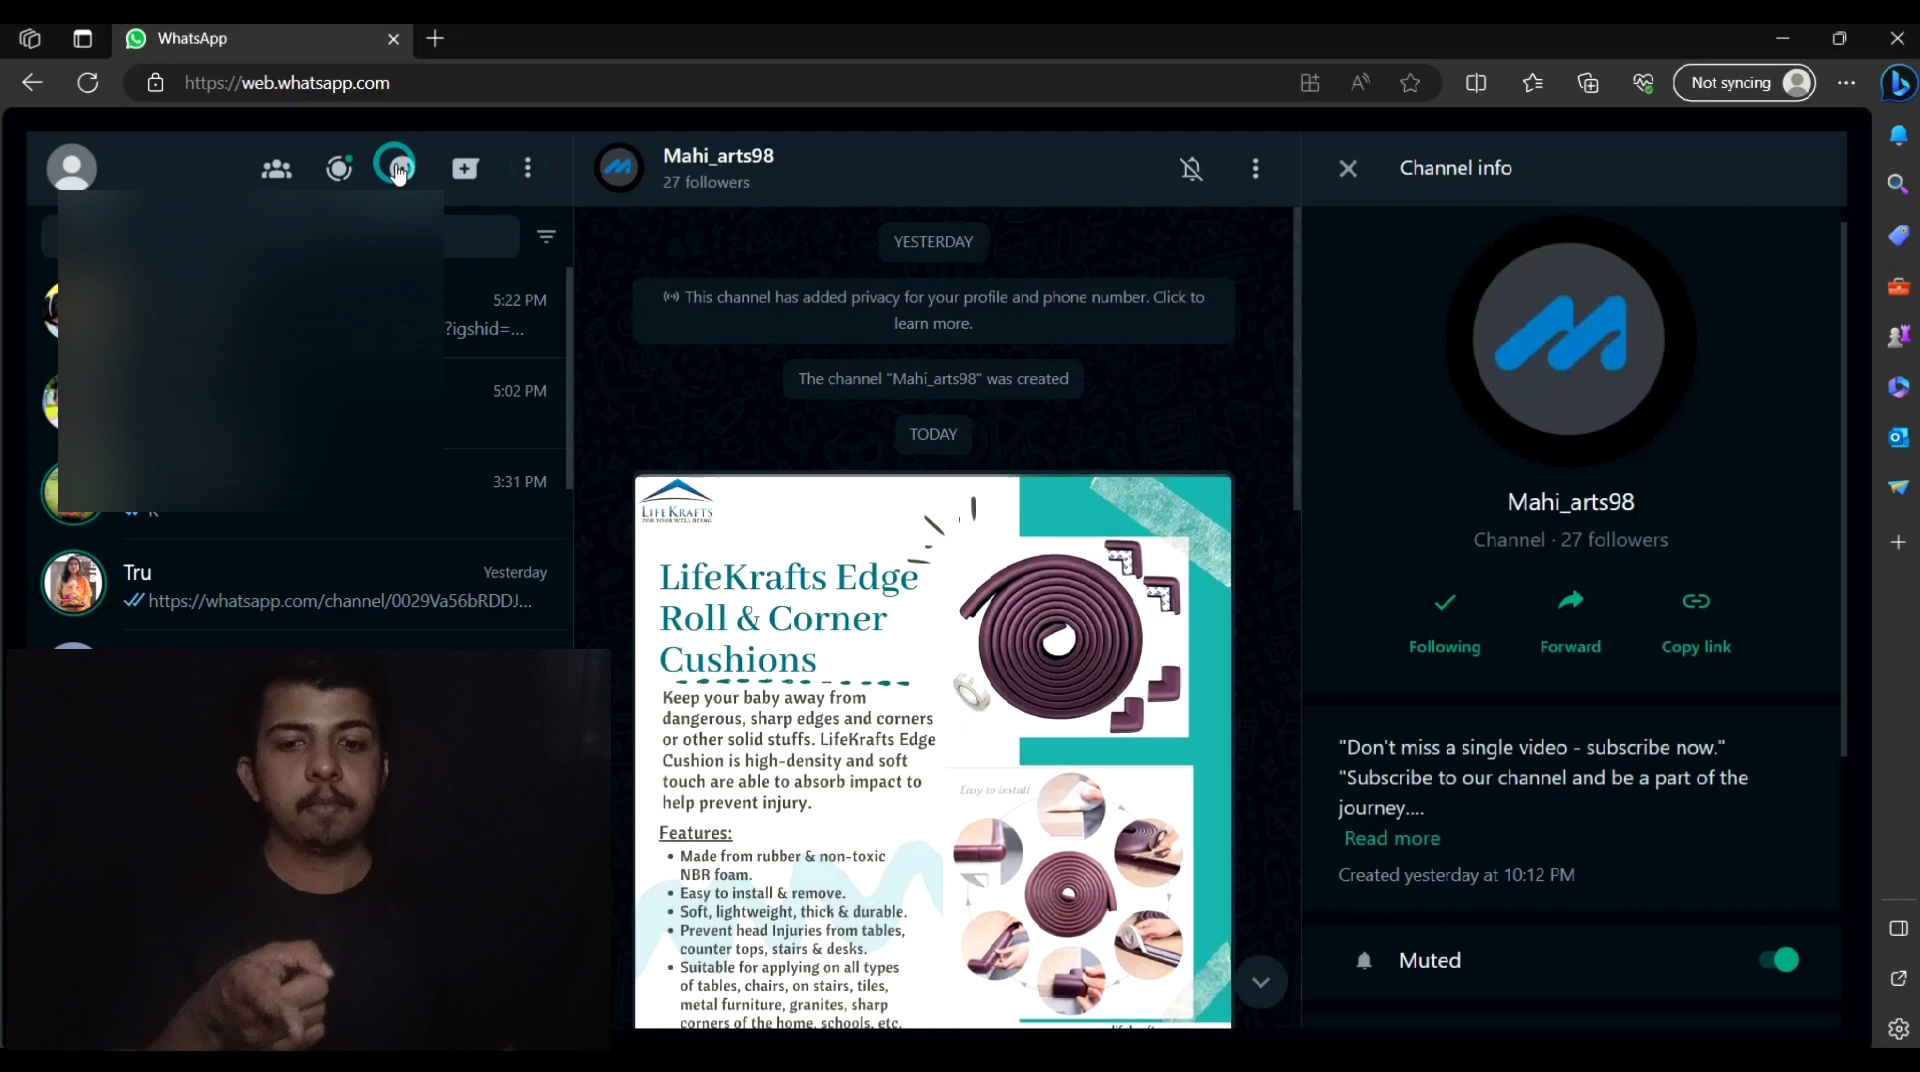 WhatsApp
https://web.whatsapp.com
Not syncing
5:22 PM
?igshid=...
5:02 PM
3:31 PM
Tru
Yesterday
https://whatsapp.com/channel/0029Va56bRDDJ...
Mahi_arts98
27 followers
YESTERDAY
This channel has added privacy for your profile and phone number. Click to
learn more.
The channel "Mahi_arts98" was created
TODAY
LIFEKRAFTS
FOR YOUR WELL BEING
LifeKrafts Edge
Roll & Corner
Cushions
Keep your baby away from
dangerous, sharp edges and corners
or other solid stuffs. LifeKrafts Edge
Cushion is high-density and soft
touch are able to absorb impact to
help prevent injury.
Features:
• Made from rubber & non-toxic
NBR foam.
• Easy to install & remove.
• Soft, lightweight, thick & durable.
• Prevent head Injuries from tables,
counter tops, stairs & desks.
• Suitable for applying on all types
of tables, chairs, on stairs, tiles,
metal furniture, granites, sharp
corners of the home, schools, etc.
Easy to install
Channel info
Mahi_arts98
Channel · 27 followers
Following
Forward
Copy link
"Don't miss a single video - subscribe now."
"Subscribe to our channel and be a part of the
journey....
Read more
Created yesterday at 10:12 PM
Muted